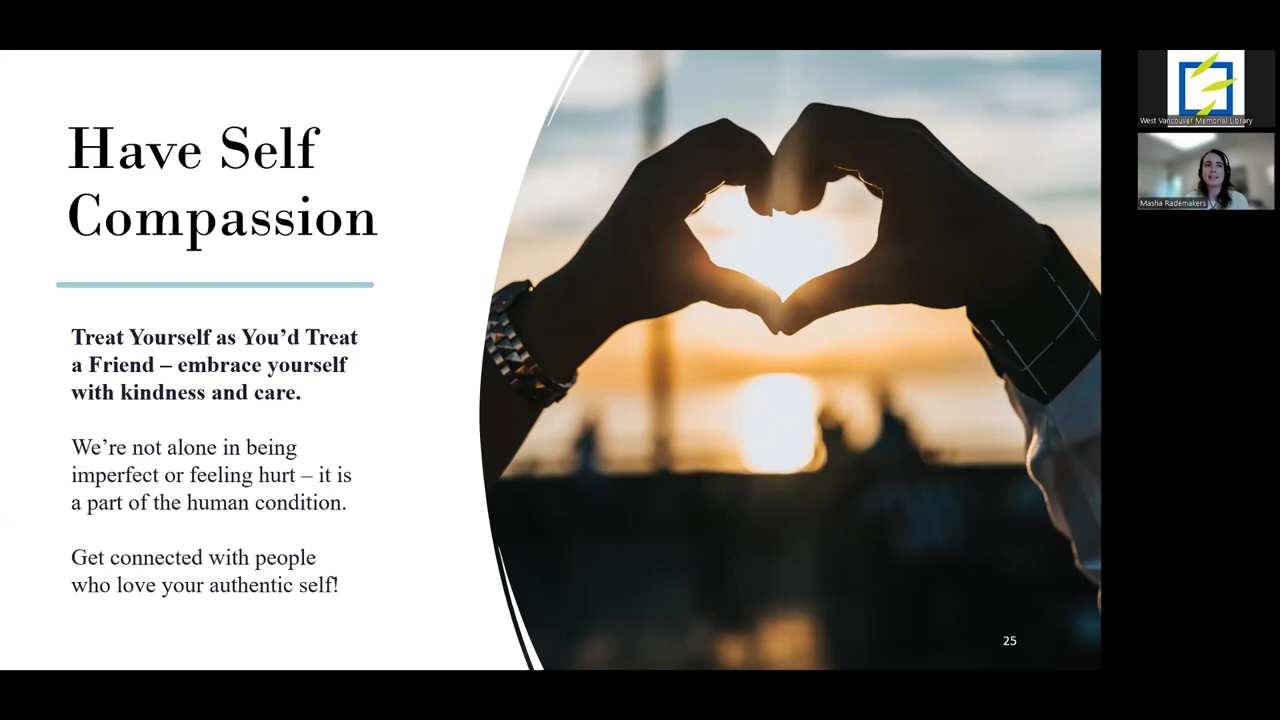 Have Self
Compassion
Treat Yourself as You’d Treat
a Friend – embrace yourself
with kindness and care.
We’re not alone in being
imperfect or feeling hurt – it is
a part of the human condition.
Get connected with people
who love your authentic self!
25
West Vancouver Memorial Library
Masha Rademakers